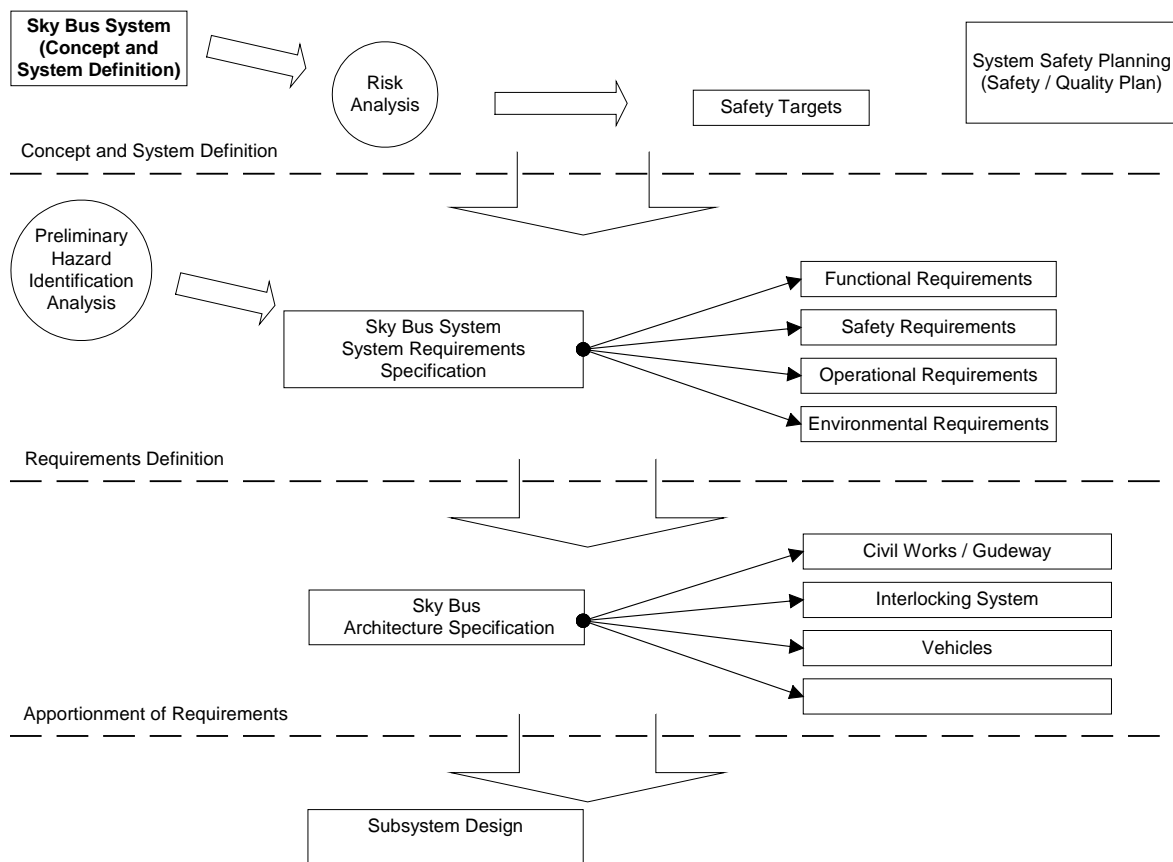 Sky Bus System
(Concept and
System Definition)
Risk
Analysis
Safety Targets
System Safety Planning
(Safety / Quality Plan)
Concept and System Definition
Preliminary
Hazard
Identification
Analysis
Sky Bus System
System Requirements
Specification
Functional Requirements
Safety Requirements
Operational Requirements
Environmental Requirements
Requirements Definition
Sky Bus
Architecture Specification
Civil Works / Gudeway
Interlocking System
Vehicles
Apportionment of Requirements
Subsystem Design